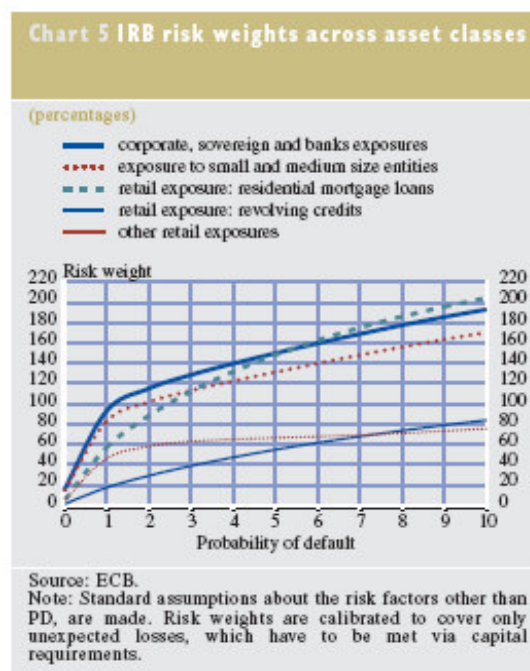 Chart 5 IRB risk weights across asset classes
(percentages)
corporate, sovereign and banks exposures
exposure to small and medium size entities
retail exposure: residential mortgage loans
retail exposure: revolving credits
other retail exposures
Risk weight
220 220
200 200
180 180
160 160
140 140
120 120
100 100
80 80
60 60
40 40
20 20
0 0
0 1 2 3 4 5 6 7 8 9 10
Probability of default
Source: ECB.
Note: Standard assumptions about the risk factors other than
PD, are made. Risk weights are calibrated to cover only
unexpected losses, which have to be met via capital
requirements.